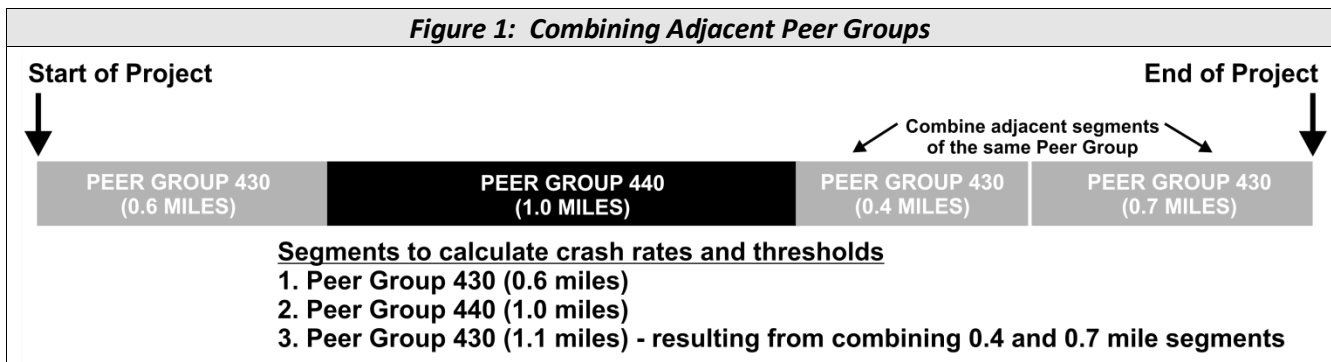 Figure 1: Combining Adjacent Peer Groups
Start of Project
End of Project
Combine adjacent segments
of the same Peer Group
PEER GROUP 430
(0.6 MILES)
PEER GROUP 440
(1.0 MILES)
PEER GROUP 430
(0.4 MILES)
PEER GROUP 430
(0.7 MILES)
Segments to calculate crash rates and thresholds
1. Peer Group 430 (0.6 miles)
2. Peer Group 440 (1.0 miles)
3. Peer Group 430 (1.1 miles) - resulting from combining 0.4 and 0.7 mile segments